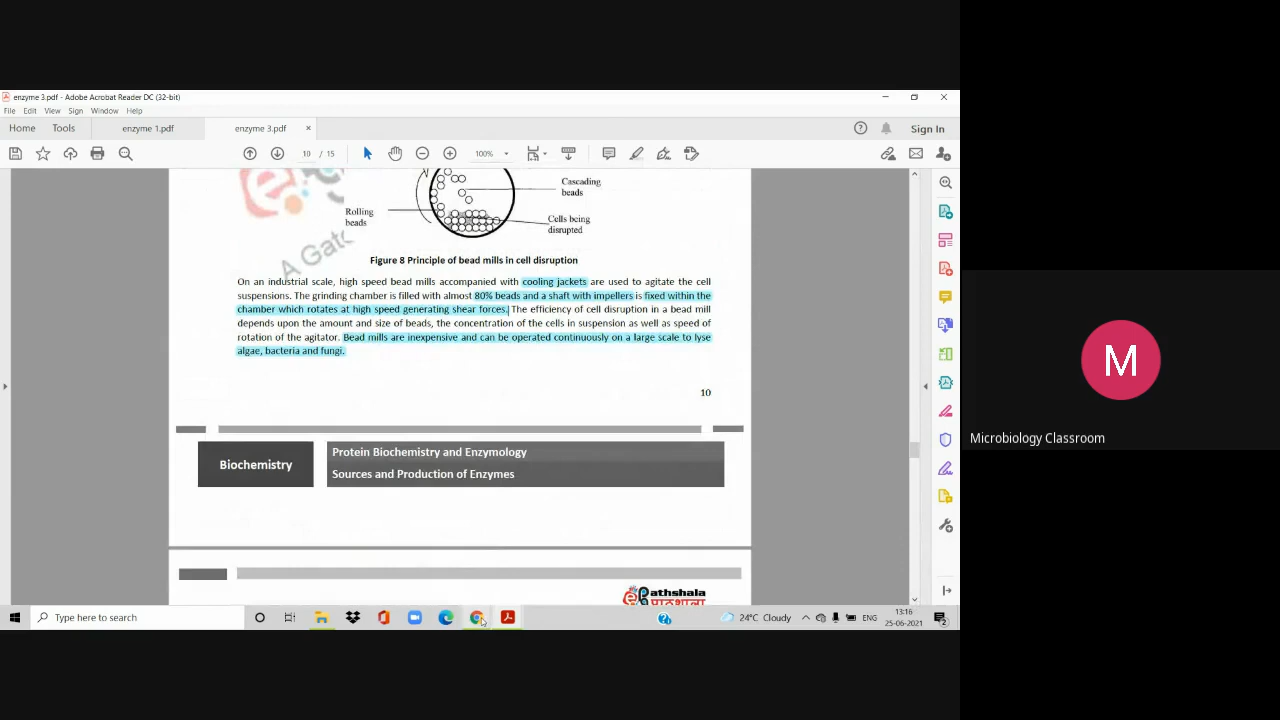 enzyme 3.pdf - Adobe Acrobat Reader DC (32-bit)
File Edit View Sign Window Help
Home Tools enzyme 1.pdf enzyme 3.pdf × Sign In
10 / 15 100%
Cascading
beads
Rolling
beads
Cells being
disrupted
A Gate
Figure 8 Principle of bead mills in cell disruption
On an industrial scale, high speed bead mills accompanied with cooling jackets are used to agitate the cell
suspensions. The grinding chamber is filled with almost 80% beads and a shaft with impellers is fixed within the
chamber which rotates at high speed generating shear forces. The efficiency of cell disruption in a bead mill
depends upon the amount and size of beads, the concentration of the cells in suspension as well as speed of
rotation of the agitator. Bead mills are inexpensive and can be operated continuously on a large scale to lyse
algae, bacteria and fungi.
10
Biochemistry
Protein Biochemistry and Enzymology
Sources and Production of Enzymes
athshala
पाठशाला
Type here to search
24°C Cloudy
ENG
13:16
25-06-2021
2
M
Microbiology Classroom